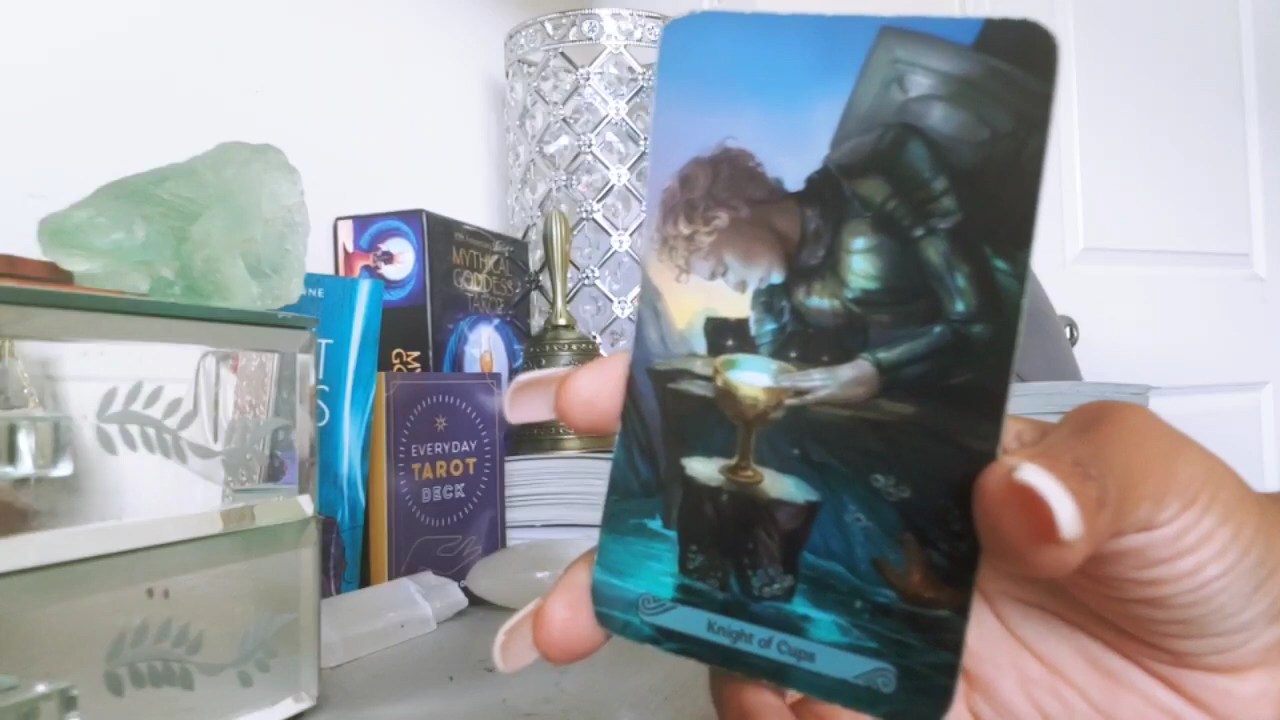 MYTHICAL
GODDESS
TAROT
EVERYDAY
TAROT
DECK
Knight of Cups